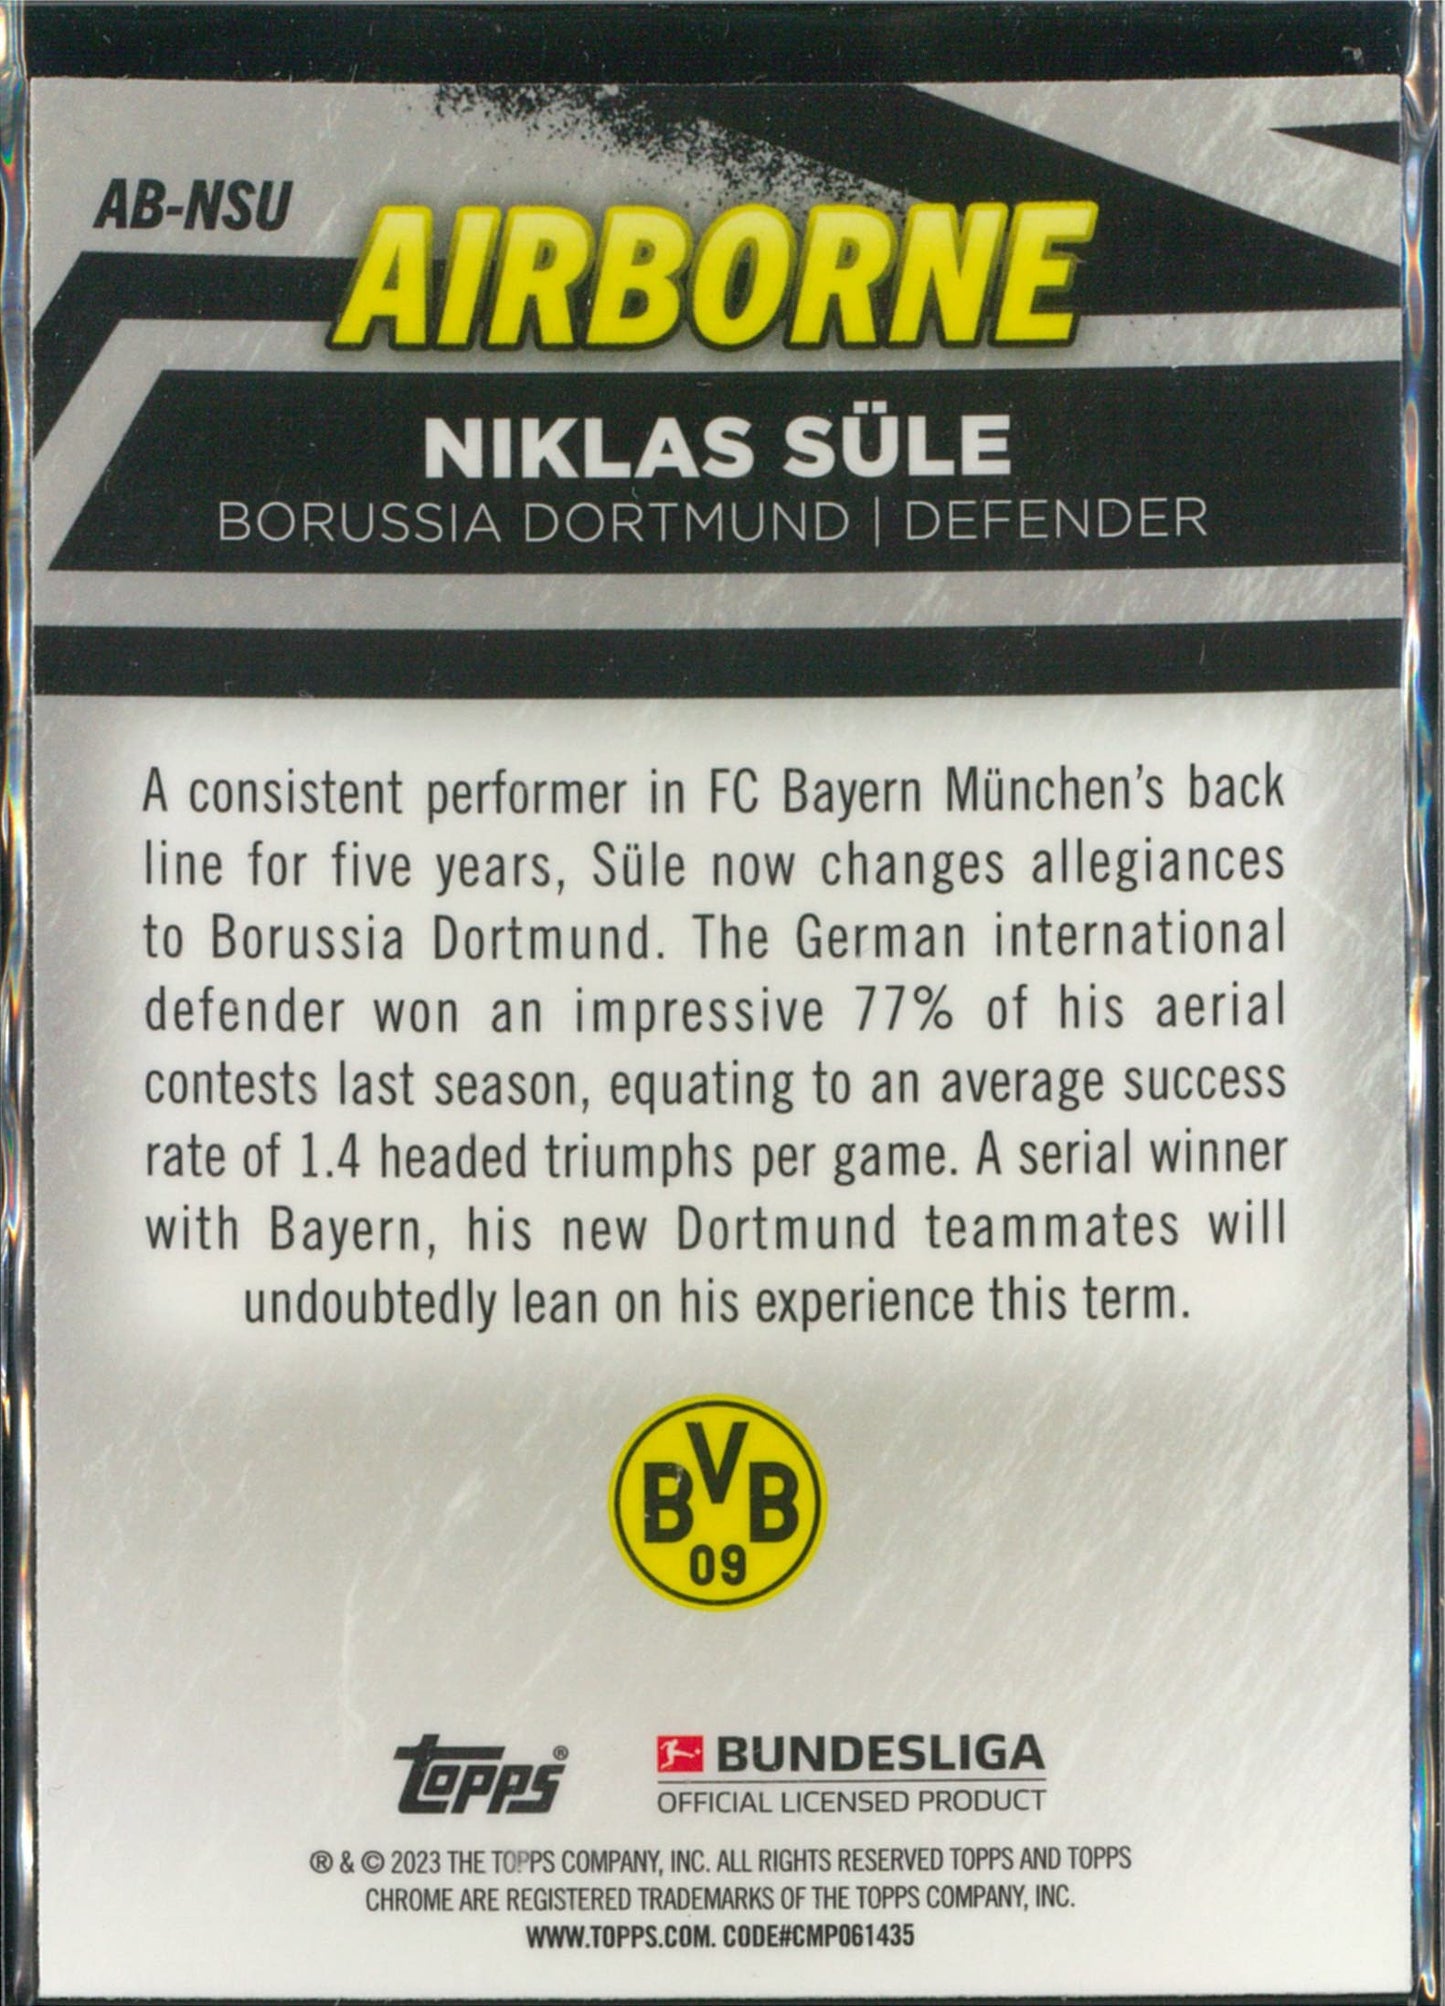 AB-NSU
AIRBORNE
NIKLAS SÜLE
BORUSSIA DORTMUND | DEFENDER
A consistent performer in FC Bayern München’s back
line for five years, Süle now changes allegiances
to Borussia Dortmund. The German international
defender won an impressive 77% of his aerial
contests last season, equating to an average success
rate of 1.4 headed triumphs per game. A serial winner
with Bayern, his new Dortmund teammates will
undoubtedly lean on his experience this term.
BVB
09
topps®
BUNDESLIGA
OFFICIAL LICENSED PRODUCT
® & © 2023 THE TOPPS COMPANY, INC. ALL RIGHTS RESERVED TOPPS AND TOPPS
CHROME ARE REGISTERED TRADEMARKS OF THE TOPPS COMPANY, INC.
WWW.TOPPS.COM. CODE#CMP061435